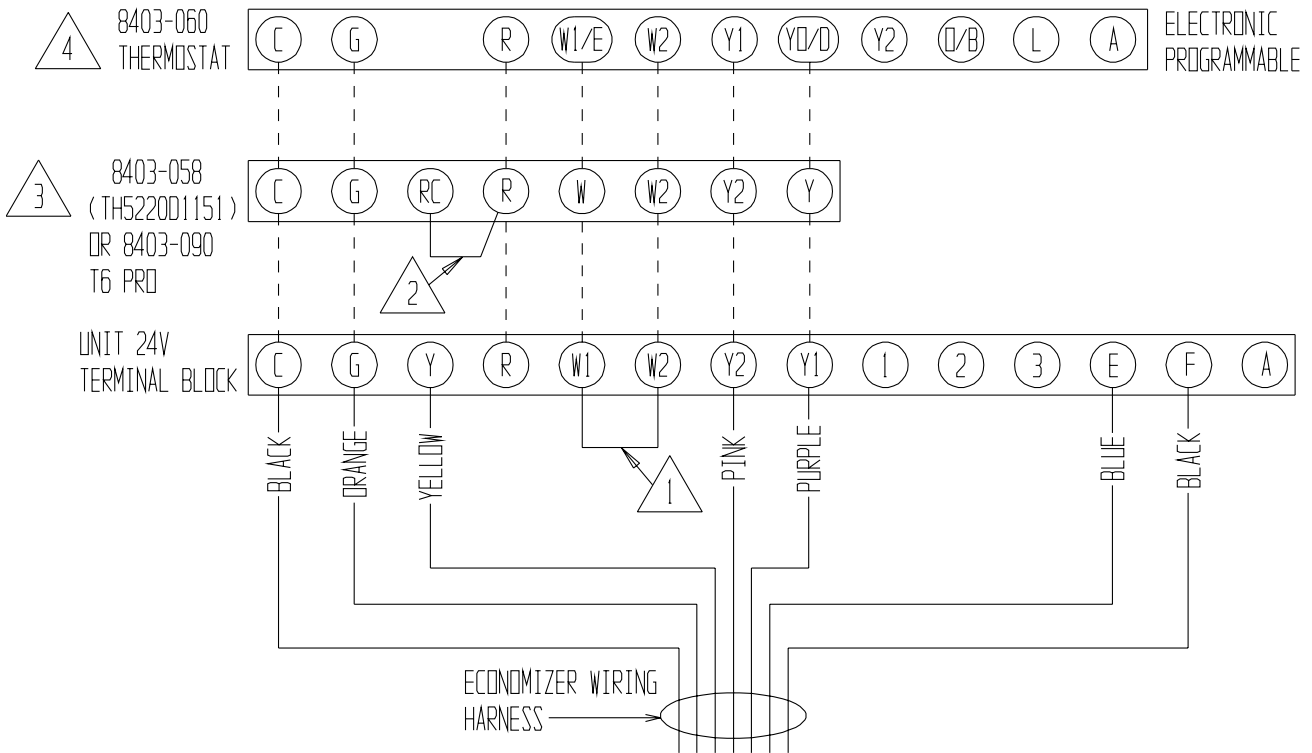 8403-060
THERMOSTAT
4
C G R W1/E W2 Y1 YO/D Y2 O/B L A
ELECTRONIC
PROGRAMMABLE
3
8403-058
(TH5220D1151)
OR 8403-090
T6 PRO
C G RC R W W2 Y2 Y
2
UNIT 24V
TERMINAL BLOCK
C G Y R W1 W2 Y2 Y1 1 2 3 E F A
BLACK
ORANGE
YELLOW
1
PINK
PURPLE
BLUE
BLACK
ECONOMIZER WIRING
HARNESS